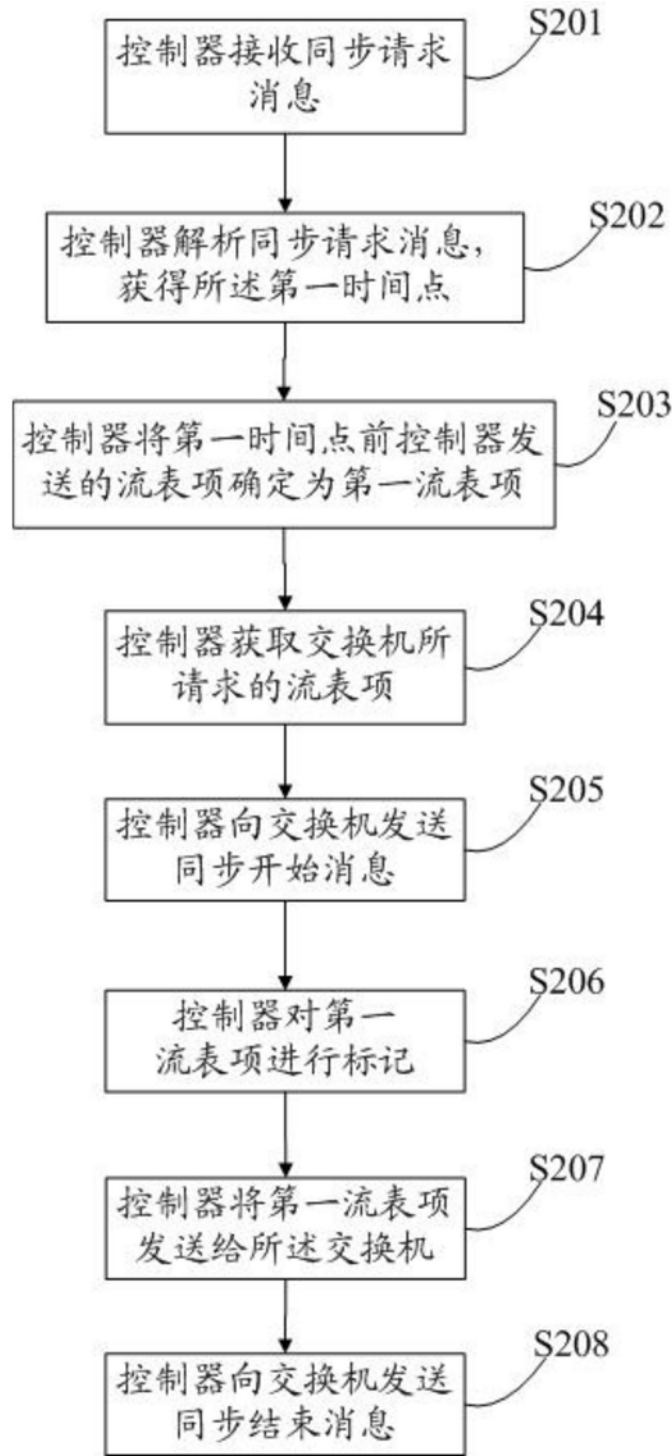 S201
控制器接收同步请求
消息
S202
控制器解析同步请求消息，
获得所述第一时间点
S203
控制器将第一时间点前控制器发
送的流表项确定为第一流表项
S204
控制器获取交换机所
请求的流表项
S205
控制器向交换机发送
同步开始消息
S206
控制器对第一
流表项进行标记
S207
控制器将第一流表项
发送给所述交换机
S208
控制器向交换机发送
同步结束消息